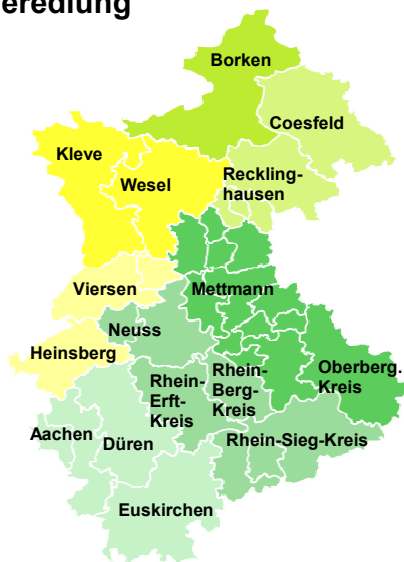 eredlung
Borken
Coesfeld
Kleve
Wesel
Reckling-
hausen
Viersen
Mettmann
Neuss
Heinsberg
Rhein-
Erft-
Kreis
Rhein-
Berg-
Kreis
Oberberg.
Kreis
Aachen
Düren
Rhein-Sieg-Kreis
Euskirchen